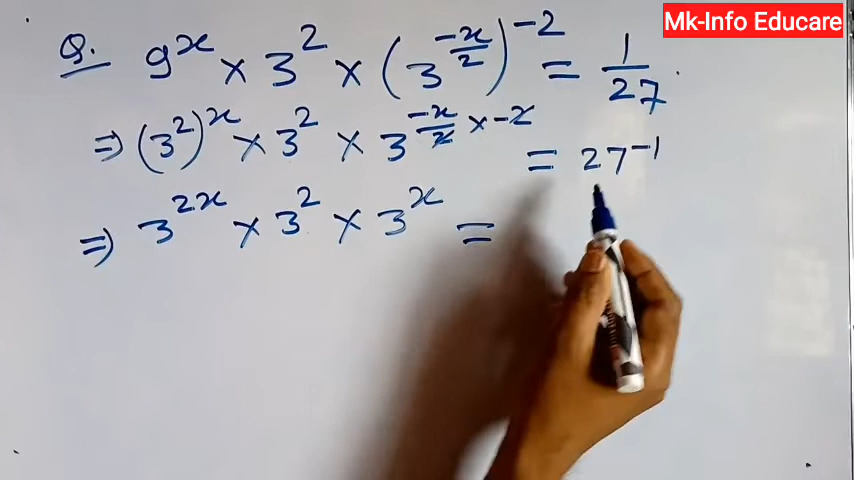 Mk-Info Educare
Q. 9^x × 3^2 × (3^(-x/2))^-2 = 1/27
⇒ (3^2)^x × 3^2 × 3^(-x/2 × -2) = 27^-1
⇒ 3^2x × 3^2 × 3^x =